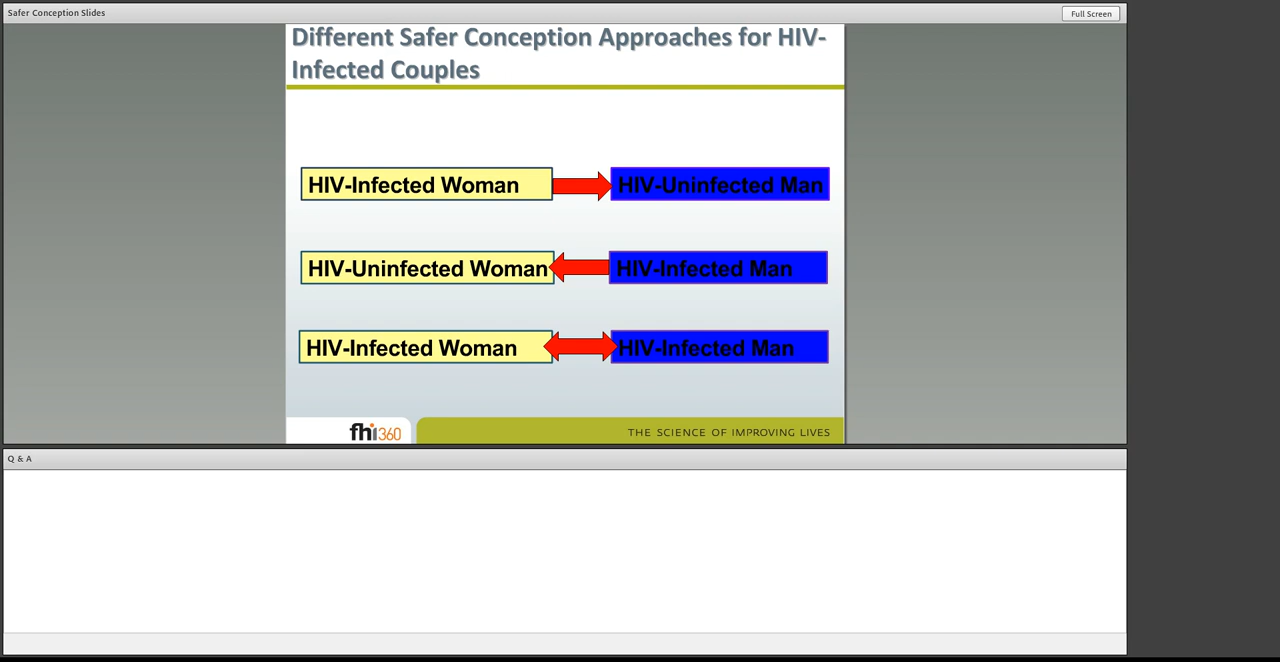 Safer Conception Slides
Full Screen
Different Safer Conception Approaches for HIV-
Infected Couples
HIV-Infected Woman
HIV-Uninfected Man
HIV-Uninfected Woman
HIV-Infected Man
HIV-Infected Woman
HIV-Infected Man
fhi360
THE SCIENCE OF IMPROVING LIVES
Q & A